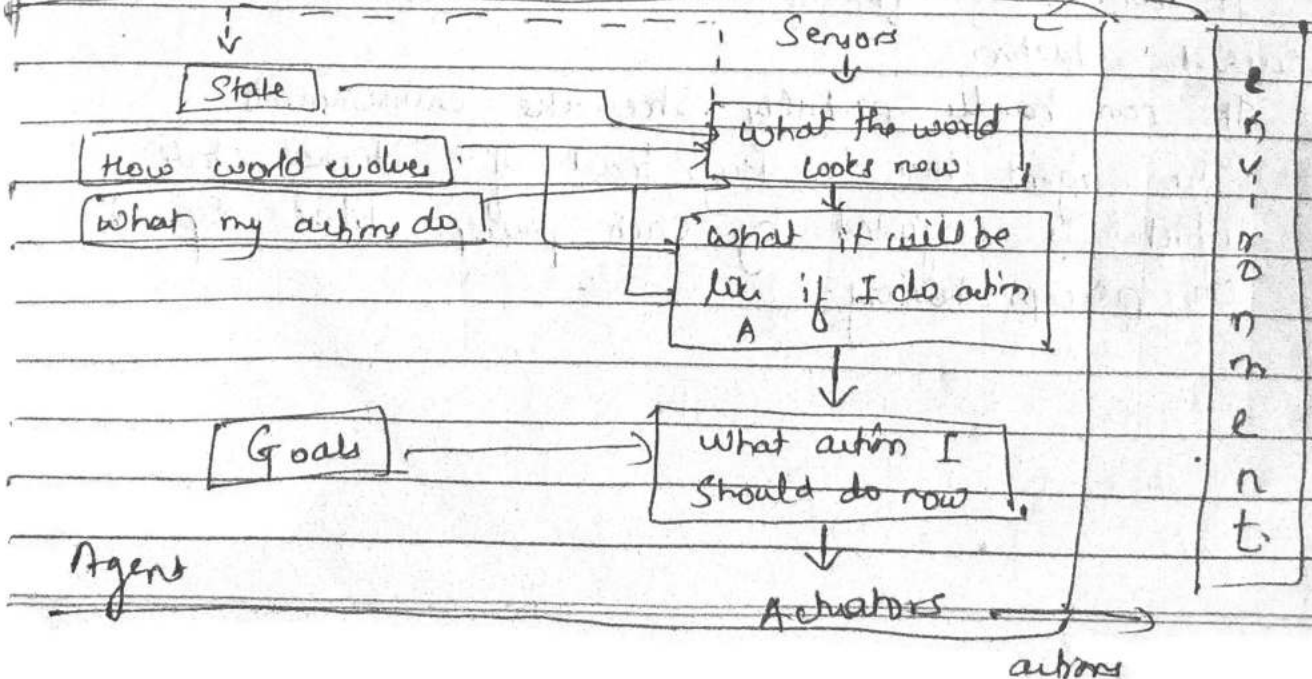 Sensors
State
What the world
looks now
How world evolves
What my actions do
What it will be
like if I do action
A
Goals
What action I
Should do now
Agent
Actuators
actions
environment